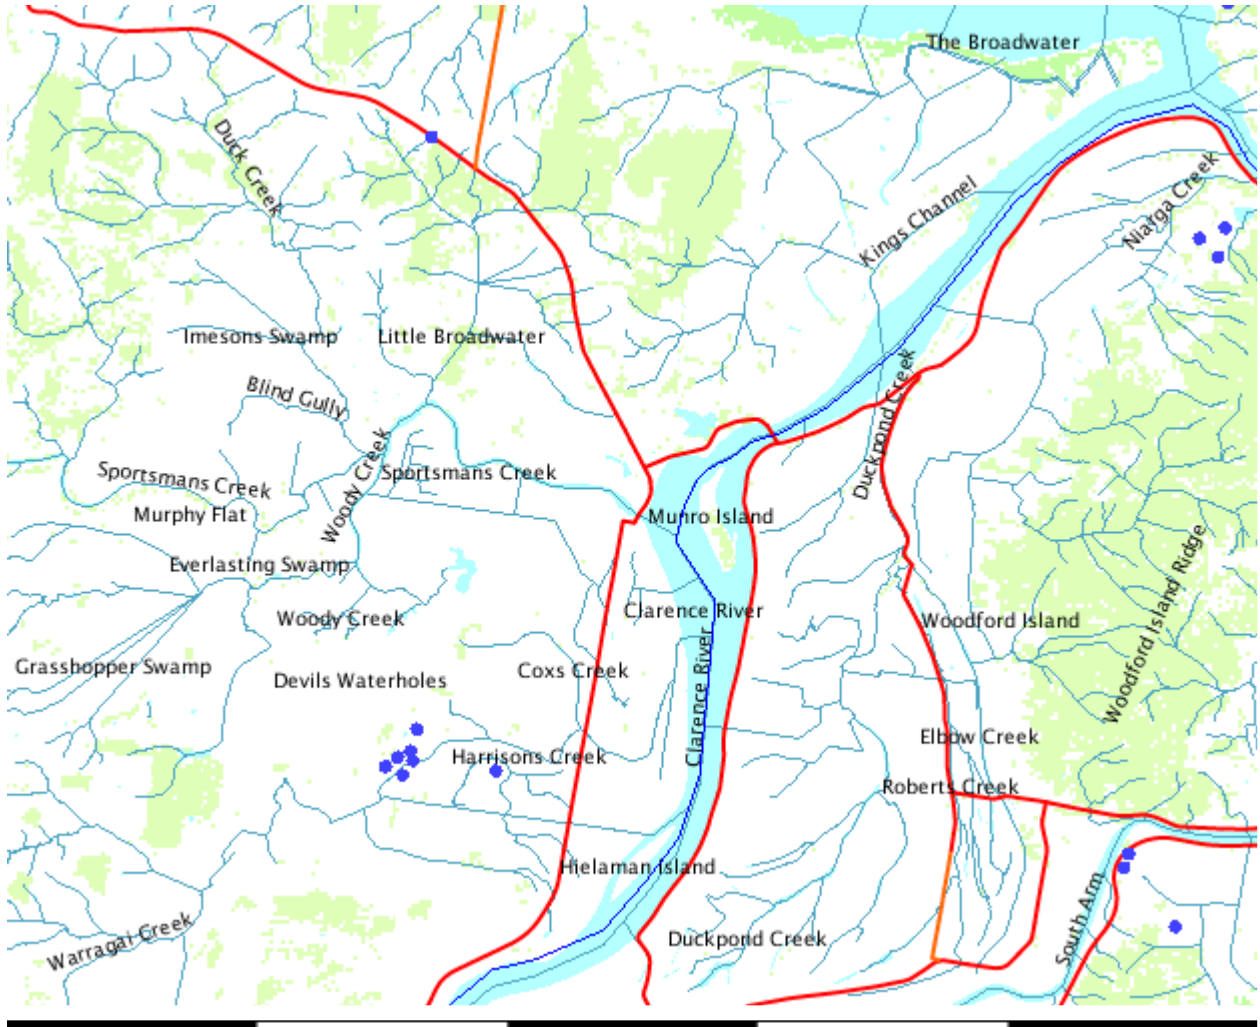 The Broadwater
Duck Creek
Niarga Creek
Kings Channel
Imesons Swamp
Little Broadwater
Blind Gully
Duckpond Creek
Woody Creek
Sportsmans Creek
Sportsmans Creek
Murphy Flat
Munro Island
Everlasting Swamp
Woodford Island Ridge
Woody Creek
Clarence River
Woodford Island
Grasshopper Swamp
Devils Waterholes
Coxs Creek
Clarence River
Elbow Creek
Harrisons Creek
Roberts Creek
Hielaman Island
South Arm
Warragai Creek
Duckpond Creek